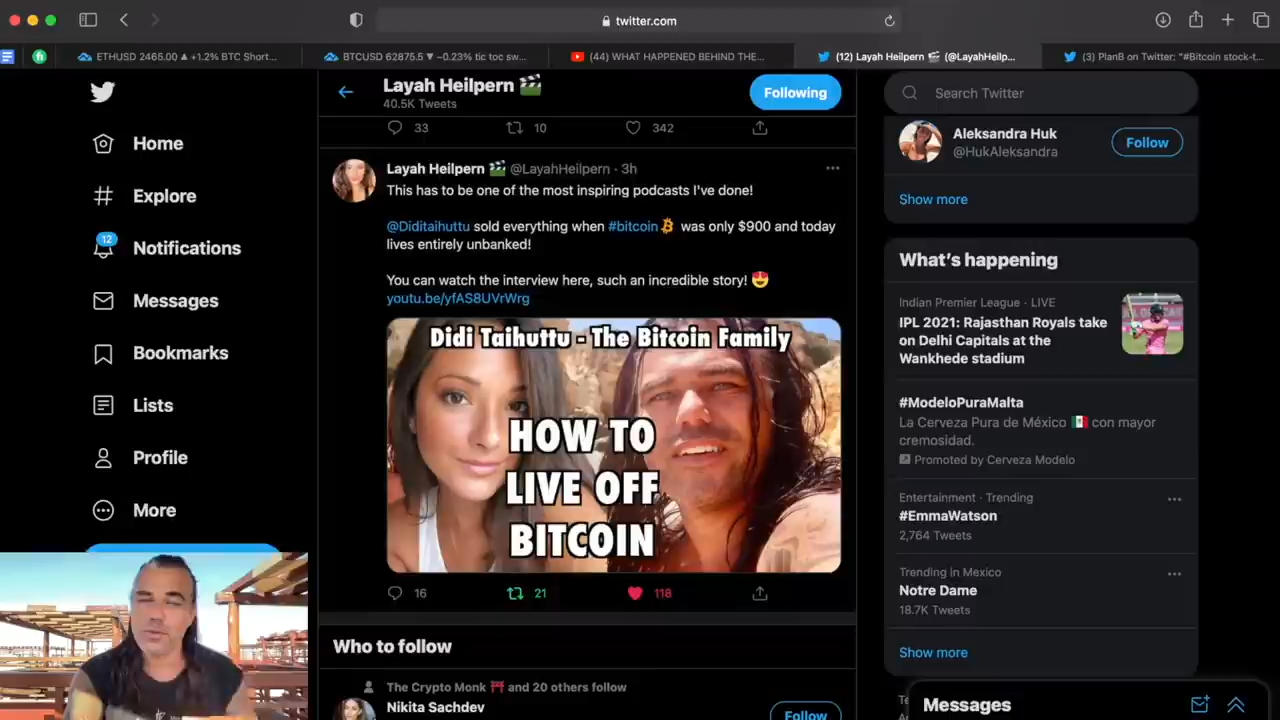 twitter.com
ETHUSD 2465.00 ▲ +1.2% BTC Short...
BTCUSD 62875.5 ▼ −0.23% tic toc sw...
(44) WHAT HAPPENED BEHIND THE...
(12) Layah Heilpern 🎬 (@LayahHeilp...
(3) PlanB on Twitter: "#Bitcoin stock-t...
Home
Explore
12
Notifications
Messages
Bookmarks
Lists
Profile
More
Layah Heilpern 🎬
40.5K Tweets
Following
33
10
342
Layah Heilpern 🎬 @LayahHeilpern · 3h
This has to be one of the most inspiring podcasts I've done!
@Diditaihuttu sold everything when #bitcoin was only $900 and today
lives entirely unbanked!
You can watch the interview here, such an incredible story! 😍
youtu.be/yfAS8UVrWrg
Didi Taihuttu - The Bitcoin Family
HOW TO
LIVE OFF
BITCOIN
16
21
118
Who to follow
The Crypto Monk ⛩ and 20 others follow
Nikita Sachdev
Follow
Search Twitter
Aleksandra Huk
@HukAleksandra
Follow
Show more
What's happening
Indian Premier League · LIVE
IPL 2021: Rajasthan Royals take
on Delhi Capitals at the
Wankhede stadium
#ModeloPuraMalta
La Cerveza Pura de México 🇲🇽 con mayor
cremosidad.
Promoted by Cerveza Modelo
Entertainment · Trending
#EmmaWatson
2,764 Tweets
Trending in Mexico
Notre Dame
18.7K Tweets
Show more
Messages